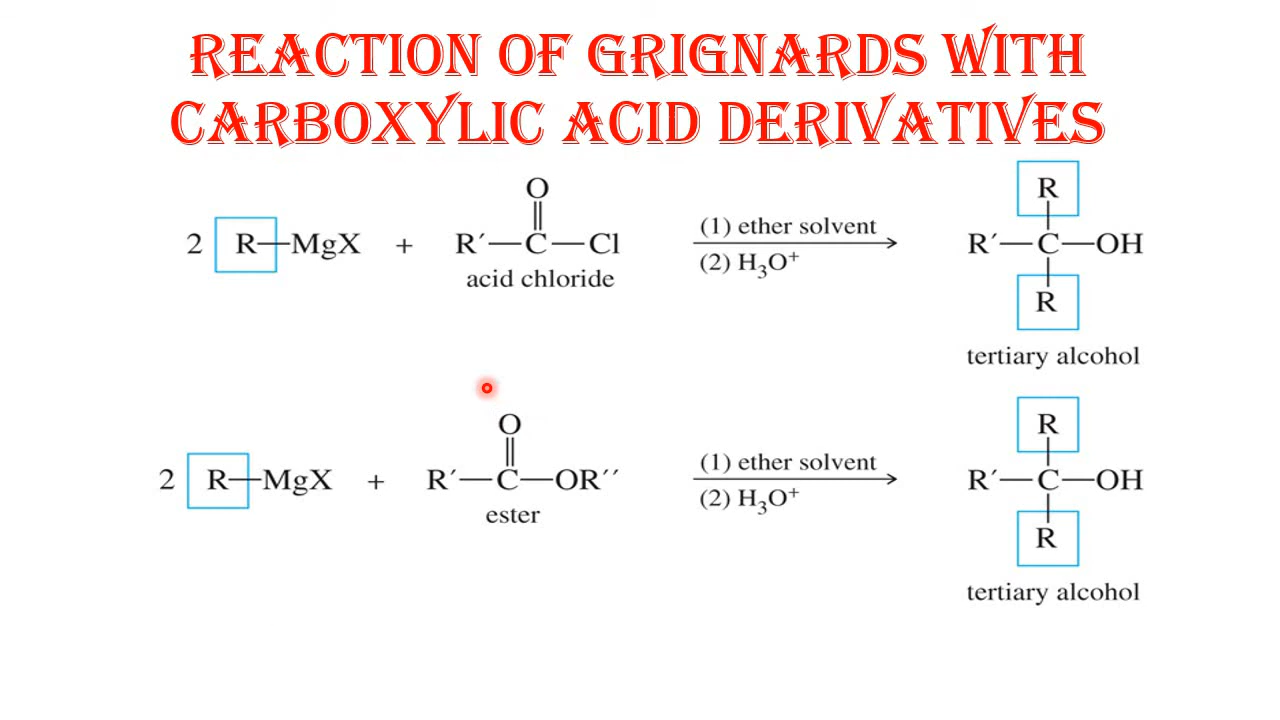 REACTION OF GRIGNARDS WITH
CARBOXYLIC ACID DERIVATIVES
2 R—MgX + R′—C—Cl
O
acid chloride
(1) ether solvent
(2) H₃O⁺
R
R′—C—OH
R
tertiary alcohol
2 R—MgX + R′—C—OR′′
O
ester
(1) ether solvent
(2) H₃O⁺
R
R′—C—OH
R
tertiary alcohol